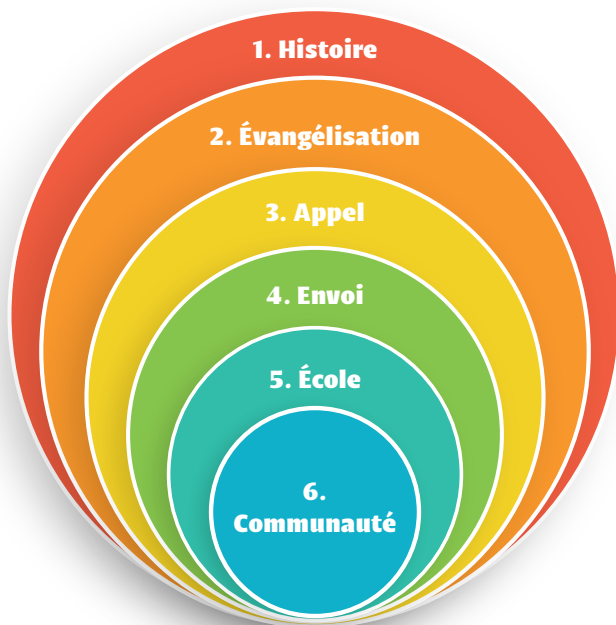 1. Histoire
2. Évangélisation
3. Appel
4. Envoi
5. École
6.
Communauté